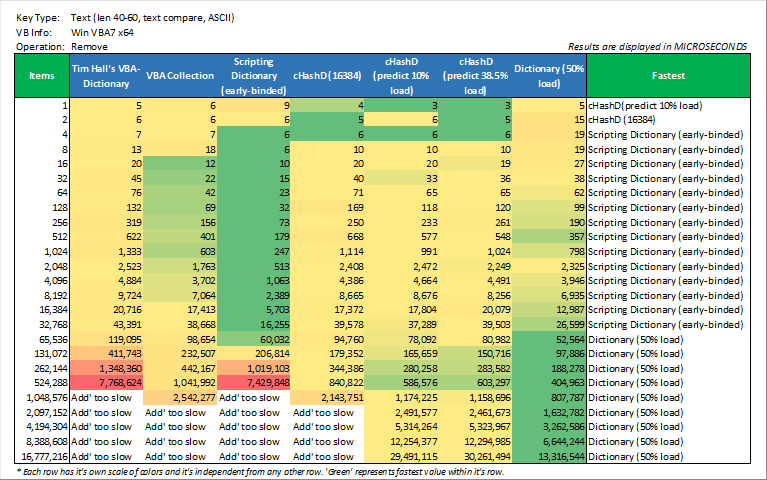 Key Type: Text (len 40-60, text compare, ASCII)
VB Info: Win VBA7 x64
Operation: Remove
Results are displayed in MICROSECONDS
Items Tim Hall's VBA-Dictionary VBA Collection Scripting Dictionary (early-binded) cHashD (16384) cHashD (predict 10% load) cHashD (predict 38.5% load) Dictionary (50% load) Fastest
1 5 6 9 4 3 3 5 cHashD(predict 10% load)
2 6 6 6 5 6 5 15 cHashD (16384)
4 7 7 6 6 6 6 19 Scripting Dictionary (early-binded)
8 13 18 6 10 10 10 19 Scripting Dictionary (early-binded)
16 20 12 10 20 20 19 27 Scripting Dictionary (early-binded)
32 45 22 15 40 33 36 38 Scripting Dictionary (early-binded)
64 76 42 23 71 65 65 62 Scripting Dictionary (early-binded)
128 132 69 32 169 118 120 99 Scripting Dictionary (early-binded)
256 319 156 73 250 233 261 190 Scripting Dictionary (early-binded)
512 622 401 179 668 577 548 357 Scripting Dictionary (early-binded)
1,024 1,333 603 247 1,114 991 1,024 798 Scripting Dictionary (early-binded)
2,048 2,523 1,763 513 2,408 2,472 2,249 2,325 Scripting Dictionary (early-binded)
4,096 4,884 3,702 1,063 4,386 4,664 4,491 3,946 Scripting Dictionary (early-binded)
8,192 9,724 7,064 2,389 8,665 8,676 8,256 6,935 Scripting Dictionary (early-binded)
16,384 20,716 17,413 5,703 17,372 17,804 20,079 12,987 Scripting Dictionary (early-binded)
32,768 43,391 38,668 16,255 39,578 37,289 39,503 26,599 Scripting Dictionary (early-binded)
65,536 119,095 98,654 60,032 94,760 78,092 80,982 52,564 Dictionary (50% load)
131,072 411,743 232,507 206,814 179,352 165,659 150,716 97,886 Dictionary (50% load)
262,144 1,348,360 442,167 1,019,103 344,386 280,258 283,582 188,278 Dictionary (50% load)
524,288 7,768,624 1,041,992 7,429,848 840,822 586,576 603,297 404,963 Dictionary (50% load)
1,048,576 Add' too slow 2,542,277 Add' too slow 2,143,751 1,174,225 1,158,696 807,787 Dictionary (50% load)
2,097,152 Add' too slow Add' too slow Add' too slow Add' too slow 2,491,577 2,461,673 1,632,782 Dictionary (50% load)
4,194,304 Add' too slow Add' too slow Add' too slow Add' too slow 5,314,264 5,323,967 3,262,586 Dictionary (50% load)
8,388,608 Add' too slow Add' too slow Add' too slow Add' too slow 12,254,377 12,294,985 6,644,244 Dictionary (50% load)
16,777,216 Add' too slow Add' too slow Add' too slow Add' too slow 29,491,115 30,261,494 13,316,544 Dictionary (50% load)
* Each row has it's own scale of colors and it's independent from any other row. 'Green' represents fastest value within it's row.